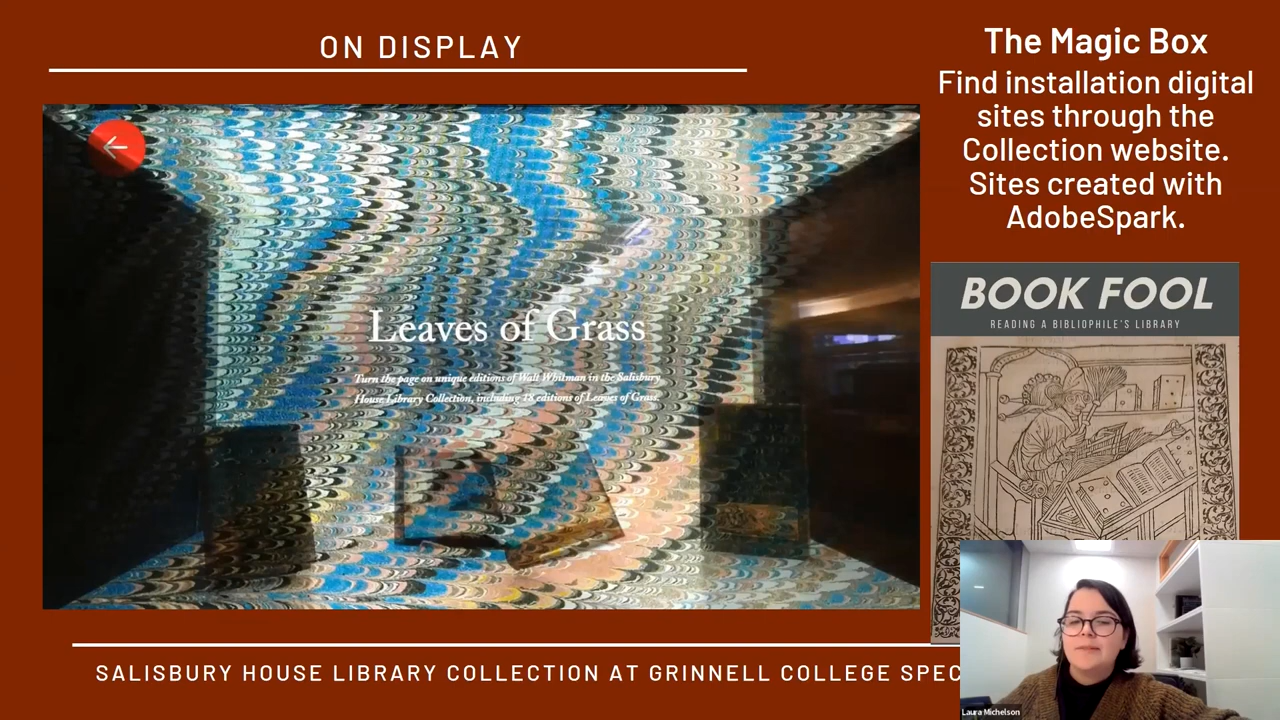 ON DISPLAY
The Magic Box
Find installation digital
sites through the
Collection website.
Sites created with
AdobeSpark.
Leaves of Grass
Turn the page on unique editions of Walt Whitman in the Salisbury
House Library Collection, including 18 editions of Leaves of Grass.
BOOK FOOL
READING A BIBLIOPHILE'S LIBRARY
SALISBURY HOUSE LIBRARY COLLECTION AT GRINNELL COLLEGE SPEC
Laura Michelson